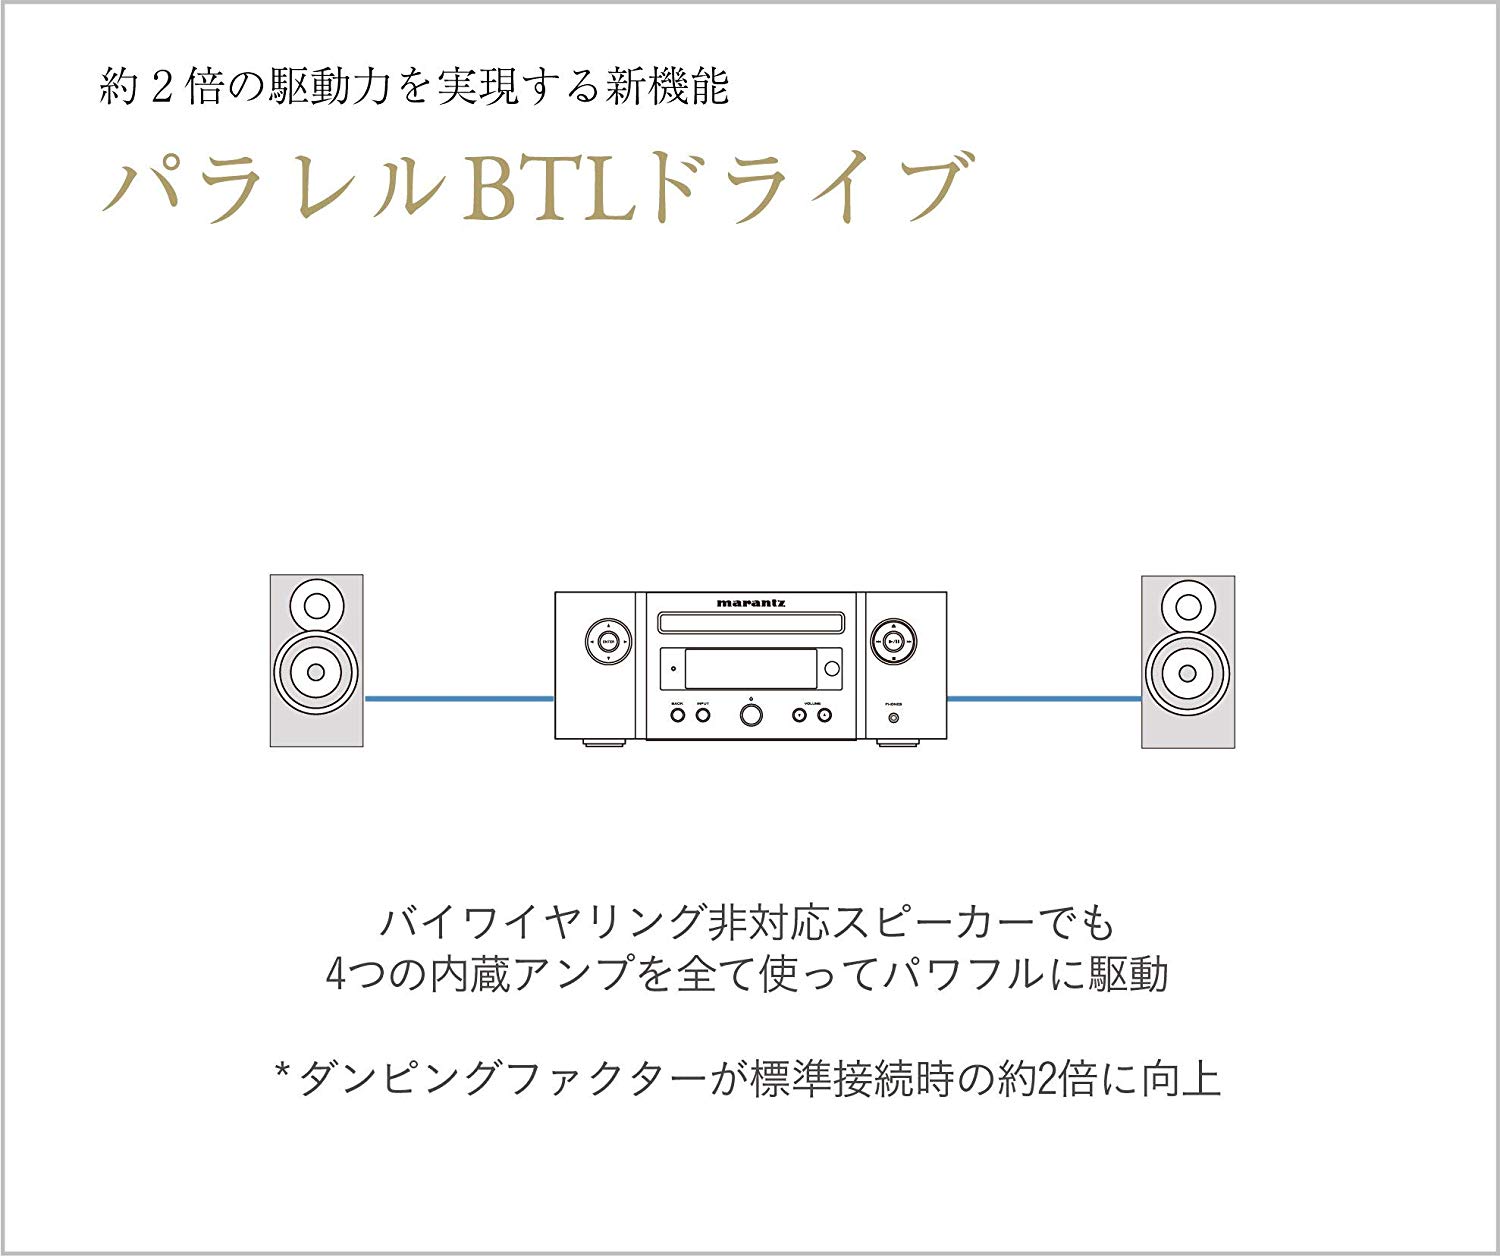 約2倍の駆動力を実現する新機能
パラレルBTLドライブ
marantz
ENTER
BACK INPUT
VOLUME
PHONES
バイワイヤリング非対応スピーカーでも
4つの内蔵アンプを全て使ってパワフルに駆動
*ダンピングファクターが標準接続時の約2倍に向上